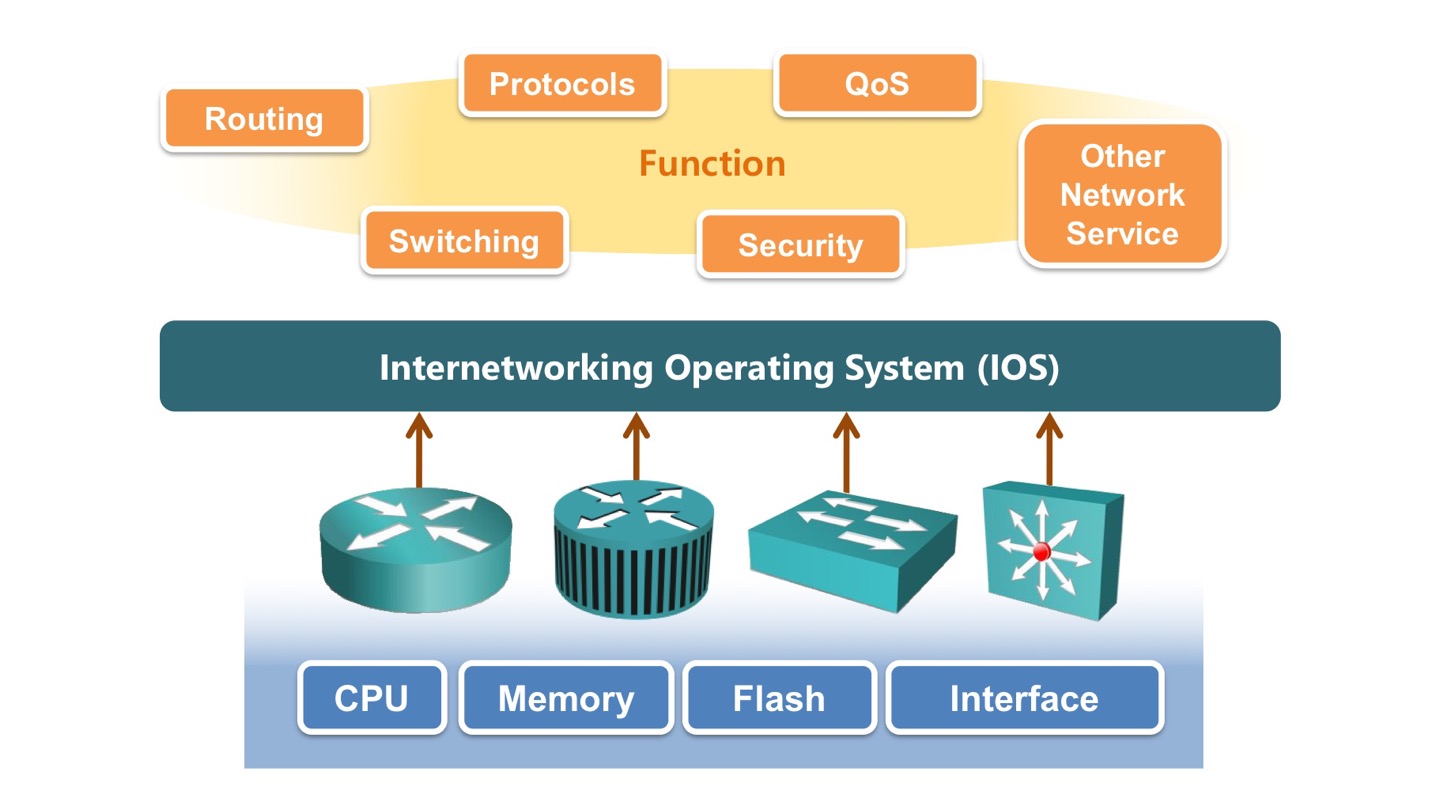 Protocols
QoS
Routing
Function
Other
Network
Service
Switching
Security
Internetworking Operating System (IOS)
CPU
Memory
Flash
Interface